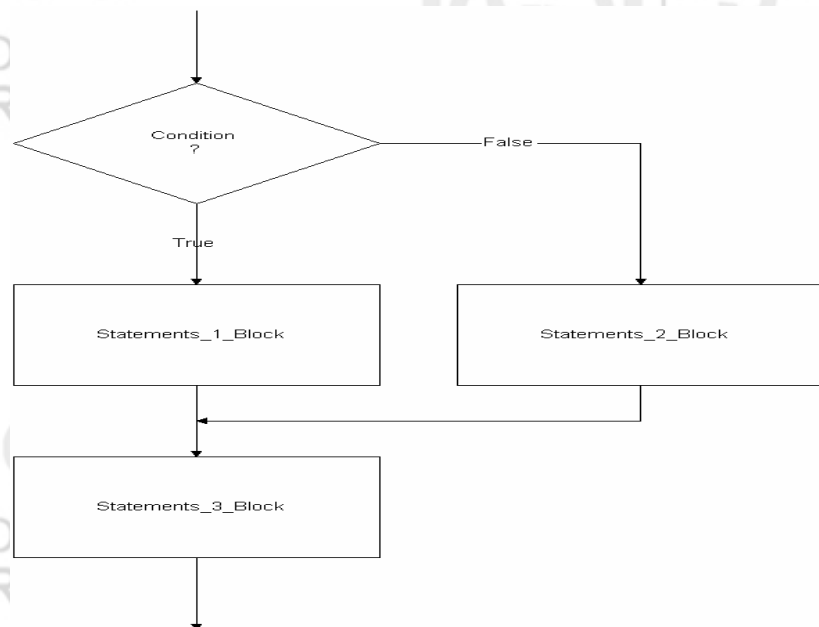 Condition
?
False
True
Statements_1_Block
Statements_2_Block
Statements_3_Block